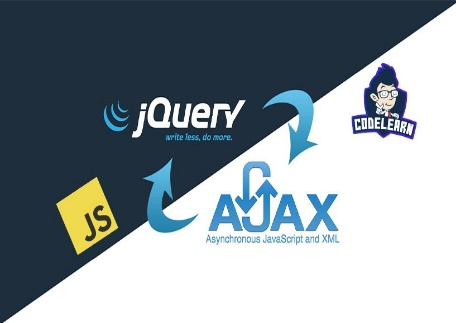 jQuery
write less, do more.
CODELEARN
JS
AJAX
Asynchronous JavaScript and XML